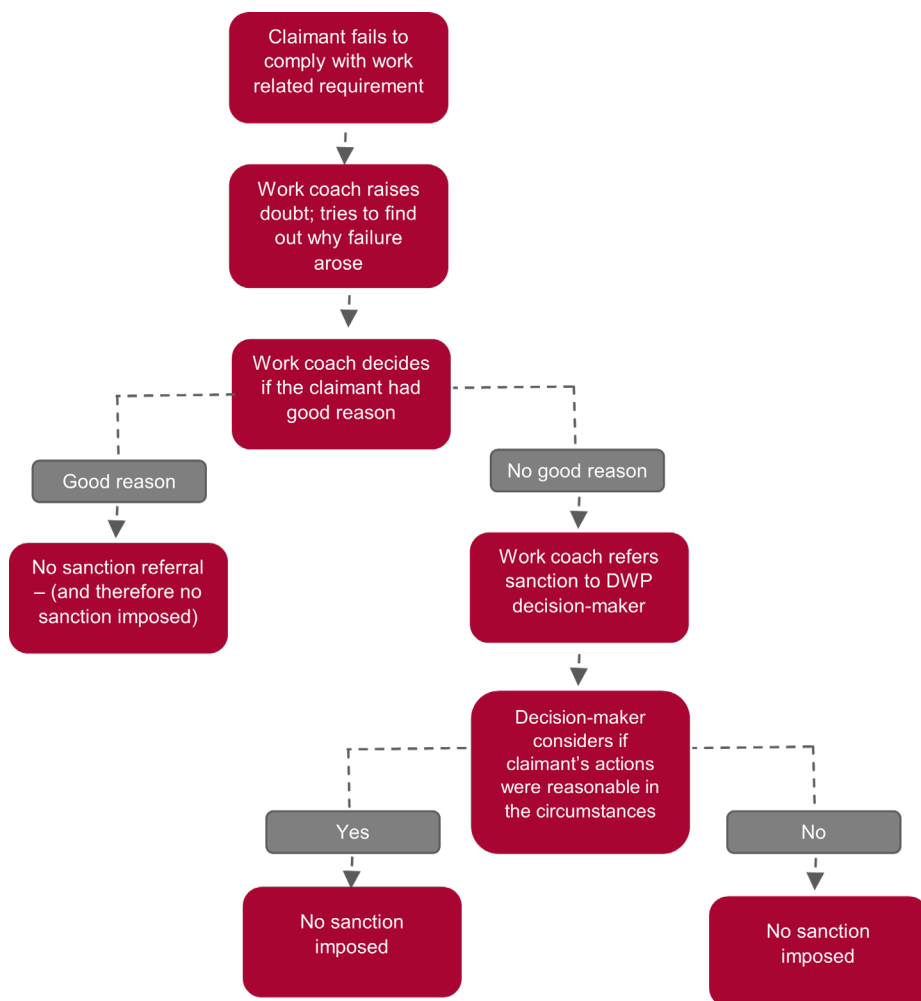 Claimant fails to
comply with work
related requirement
Work coach raises
doubt; tries to find
out why failure
arose
Work coach decides
if the claimant had
good reason
Good reason
No good reason
No sanction referral
– (and therefore no
sanction imposed)
Work coach refers
sanction to DWP
decision-maker
Decision-maker
considers if
claimant’s actions
were reasonable in
the circumstances
Yes
No
No sanction
imposed
No sanction
imposed